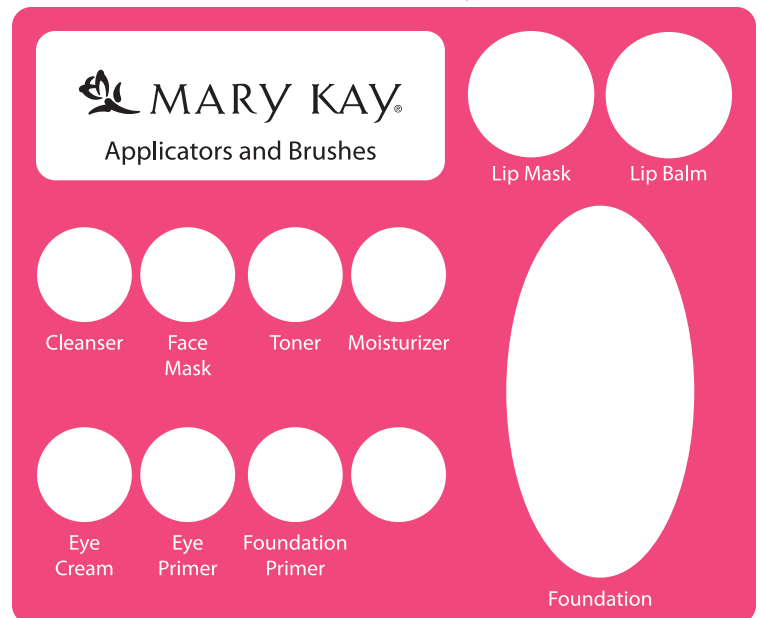 MARY KAY®
Applicators and Brushes
Lip Mask
Lip Balm
Cleanser
Face
Mask
Toner
Moisturizer
Eye
Cream
Eye
Primer
Foundation
Primer
Foundation